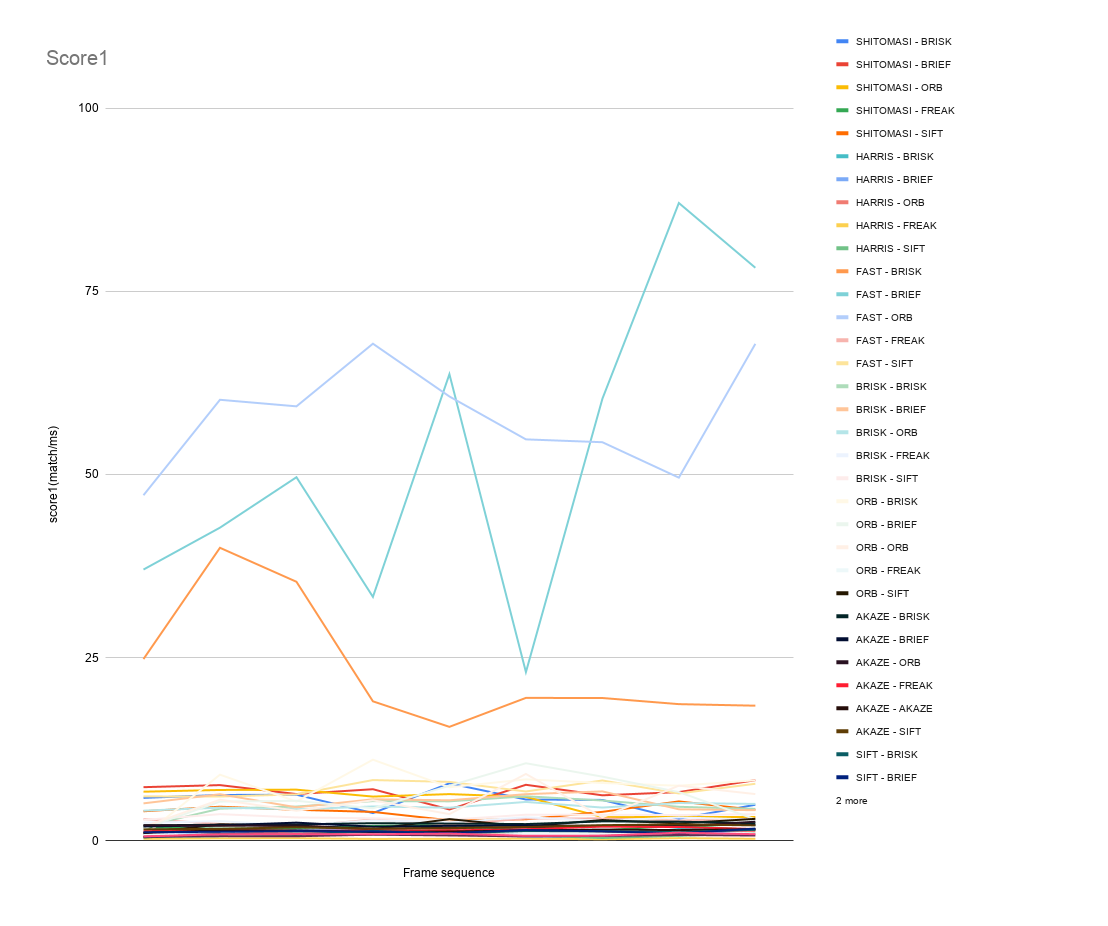 Score1
100
75
50
25
0
score1(match/ms)
Frame sequence
SHITOMASI - BRISK
SHITOMASI - BRIEF
SHITOMASI - ORB
SHITOMASI - FREAK
SHITOMASI - SIFT
HARRIS - BRISK
HARRIS - BRIEF
HARRIS - ORB
HARRIS - FREAK
HARRIS - SIFT
FAST - BRISK
FAST - BRIEF
FAST - ORB
FAST - FREAK
FAST - SIFT
BRISK - BRISK
BRISK - BRIEF
BRISK - ORB
BRISK - FREAK
BRISK - SIFT
ORB - BRISK
ORB - BRIEF
ORB - ORB
ORB - FREAK
ORB - SIFT
AKAZE - BRISK
AKAZE - BRIEF
AKAZE - ORB
AKAZE - FREAK
AKAZE - AKAZE
AKAZE - SIFT
SIFT - BRISK
SIFT - BRIEF
2 more